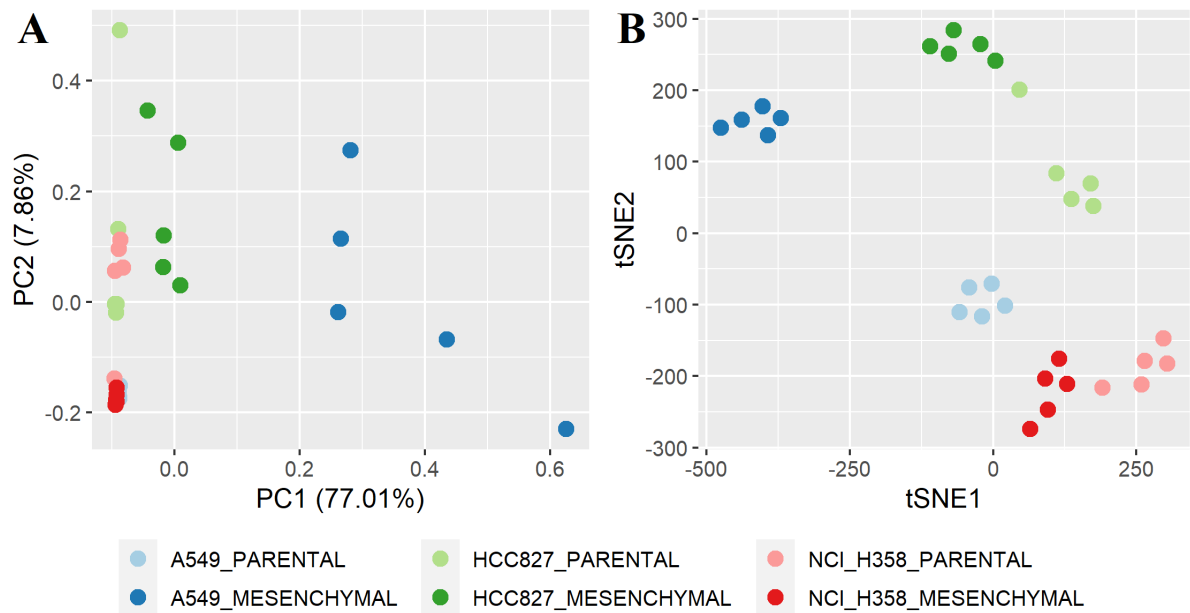 A
0.4
0.2
0.0
-0.2
PC2 (7.86%)
0.0 0.2 0.4 0.6
PC1 (77.01%)
B
300
200
100
0
-100
-200
-300
tSNE2
-500 -250 0 250
tSNE1
A549_PARENTAL HCC827_PARENTAL NCI_H358_PARENTAL
A549_MESENCHYMAL HCC827_MESENCHYMAL NCI_H358_MESENCHYMAL